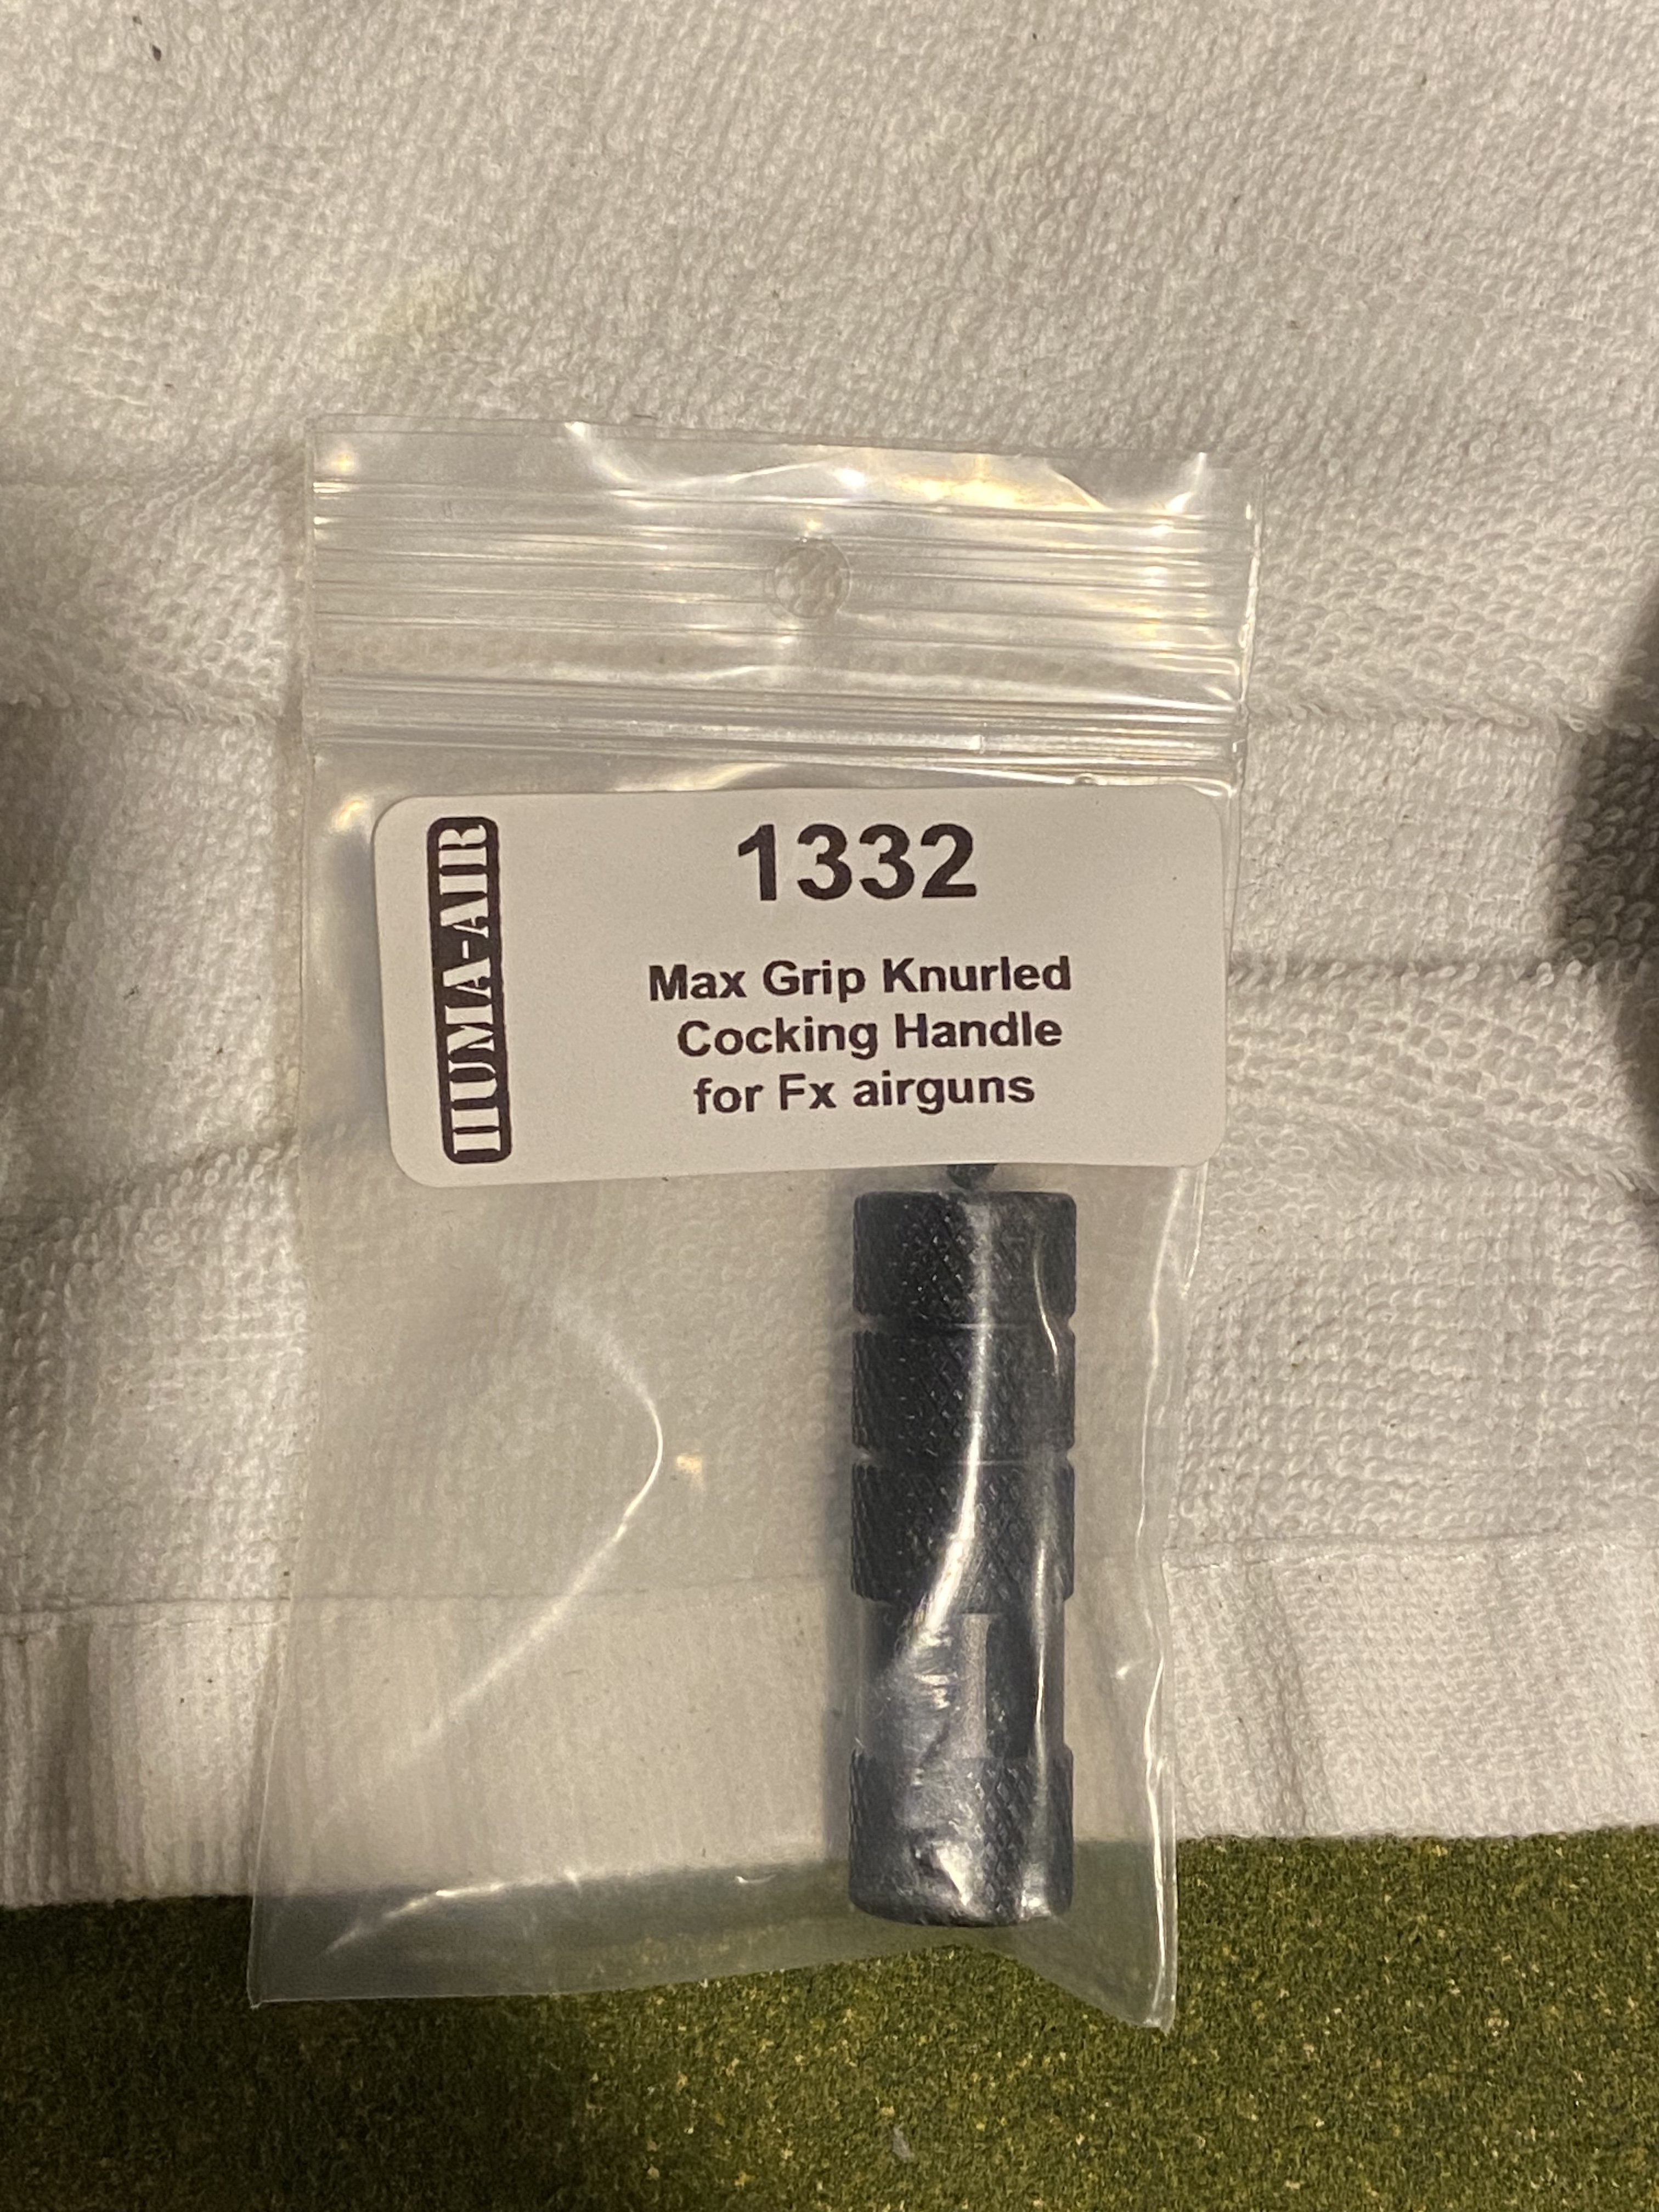 HUMA-AIR
1332
Max Grip Knurled
Cocking Handle
for Fx airguns